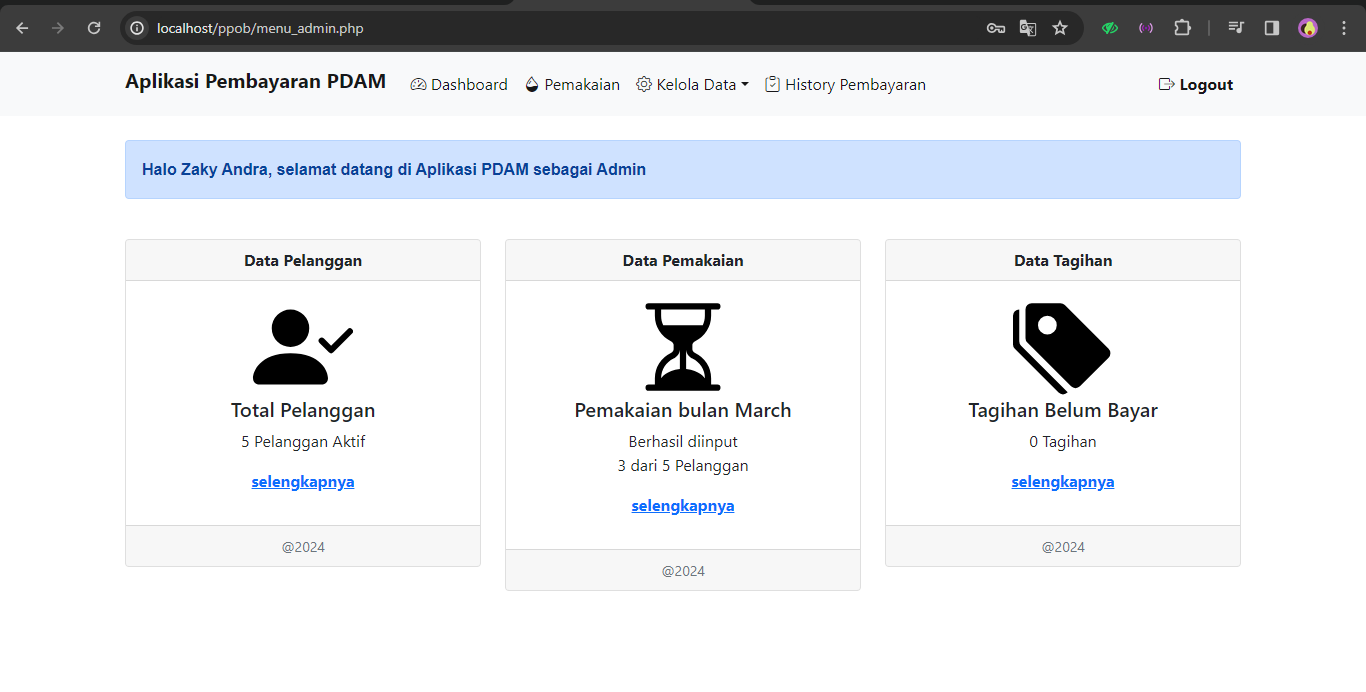 localhost/ppob/menu_admin.php
Aplikasi Pembayaran PDAM Dashboard Pemakaian Kelola Data History Pembayaran Logout
Halo Zaky Andra, selamat datang di Aplikasi PDAM sebagai Admin
Data Pelanggan
Total Pelanggan
5 Pelanggan Aktif
selengkapnya
@2024
Data Pemakaian
Pemakaian bulan March
Berhasil diinput
3 dari 5 Pelanggan
selengkapnya
@2024
Data Tagihan
Tagihan Belum Bayar
0 Tagihan
selengkapnya
@2024